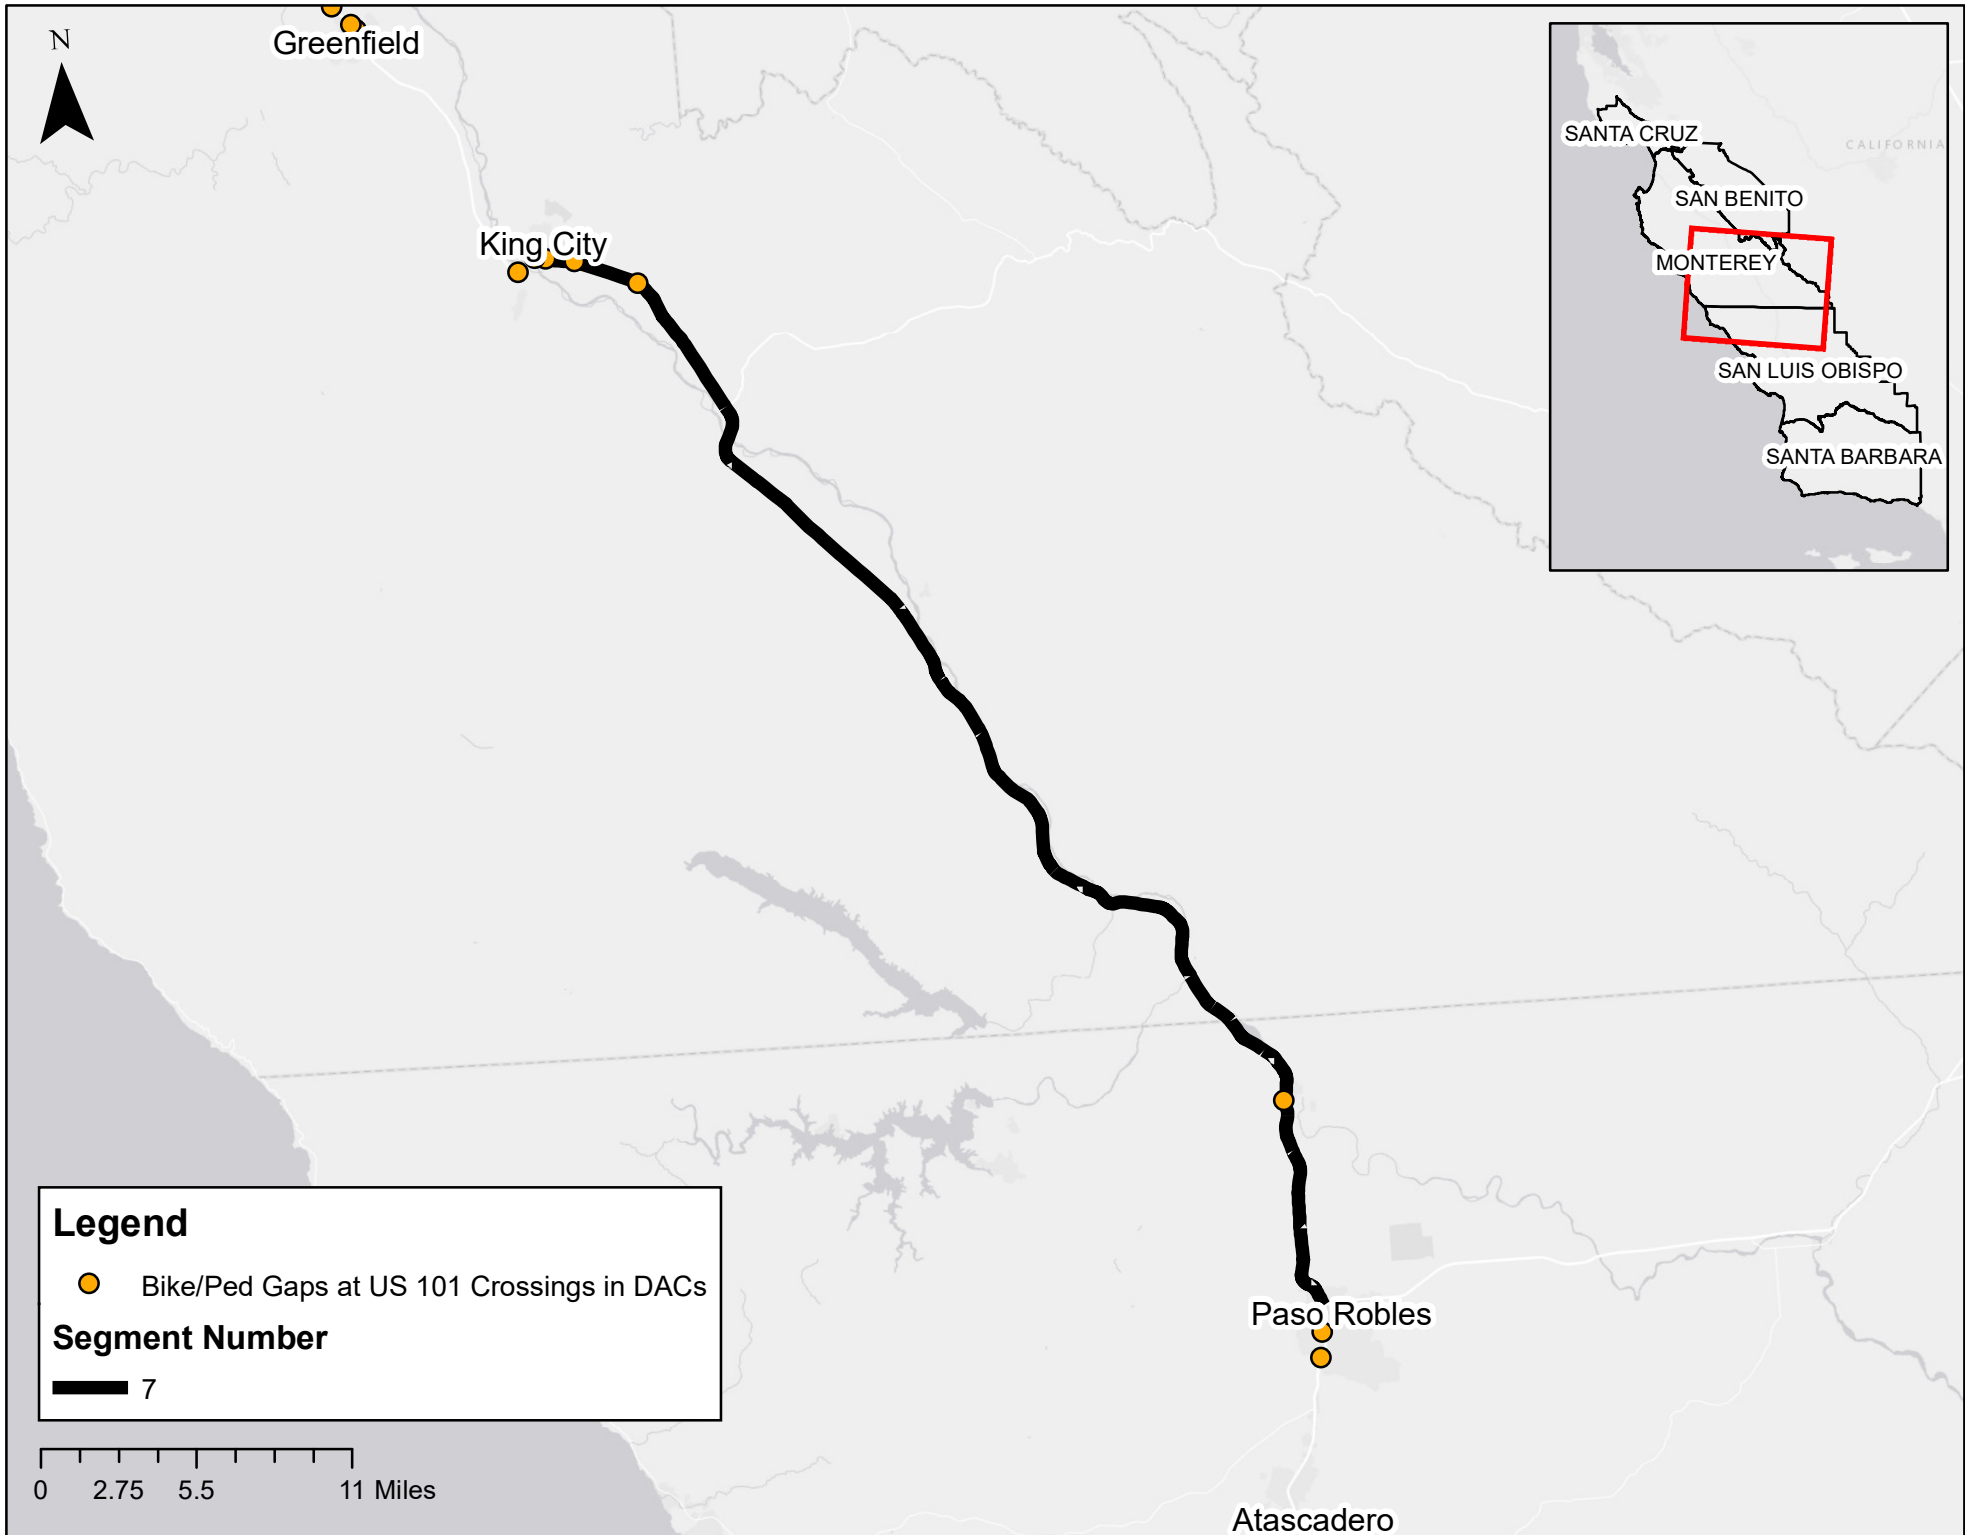 N
Greenfield
King City
SANTA CRUZ
CALIFORNIA
SAN BENITO
MONTEREY
SAN LUIS OBISPO
SANTA BARBARA
Legend
Bike/Ped Gaps at US 101 Crossings in DACs
Segment Number
7
0 2.75 5.5 11 Miles
Paso Robles
Atascadero